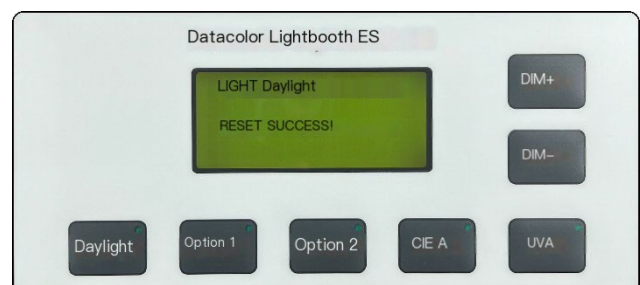 Datacolor Lightbooth ES
LIGHT Daylight
RESET SUCCESS!
DIM+
DIM–
Daylight
Option 1
Option 2
CIE A
UVA